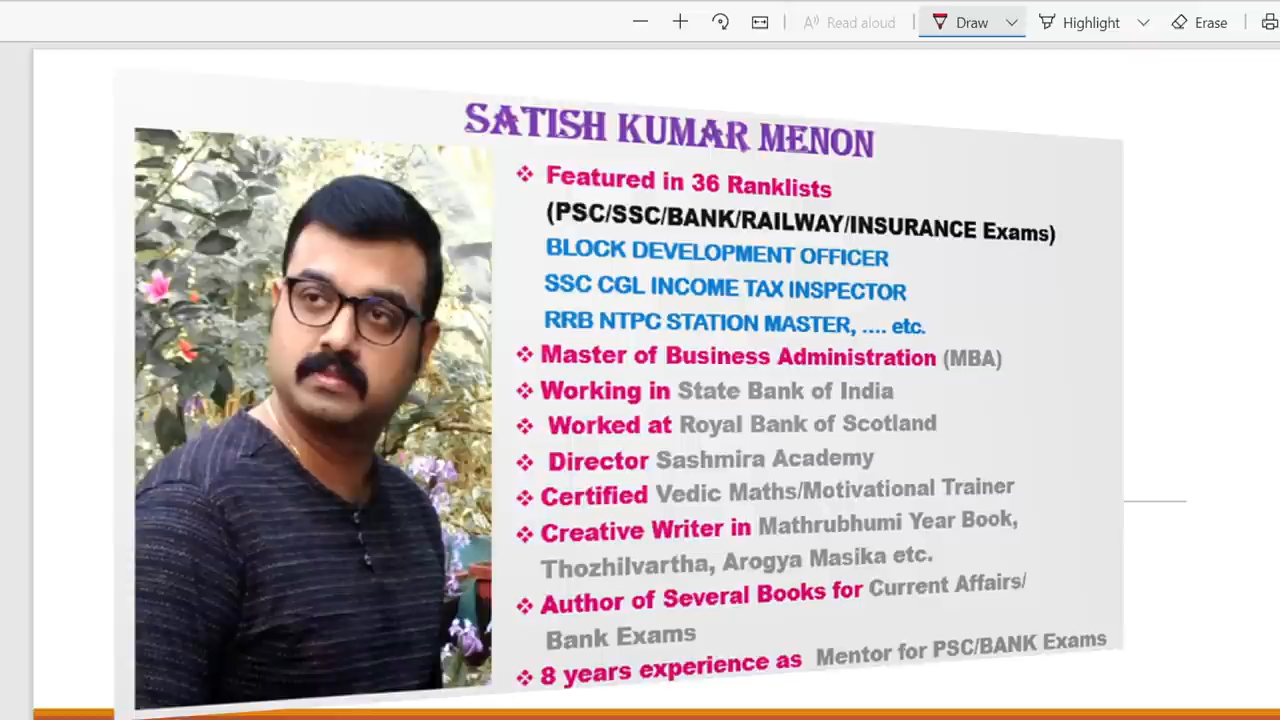 Read aloud
Draw
Highlight
Erase
SATISH KUMAR MENON
Featured in 36 Ranklists
(PSC/SSC/BANK/RAILWAY/INSURANCE Exams)
BLOCK DEVELOPMENT OFFICER
SSC CGL INCOME TAX INSPECTOR
RRB NTPC STATION MASTER, .... etc.
Master of Business Administration (MBA)
Working in State Bank of India
Worked at Royal Bank of Scotland
Director Sashmira Academy
Certified Vedic Maths/Motivational Trainer
Creative Writer in Mathrubhumi Year Book,
Thozhilvartha, Arogya Masika etc.
Author of Several Books for Current Affairs/
Bank Exams
8 years experience as Mentor for PSC/BANK Exams